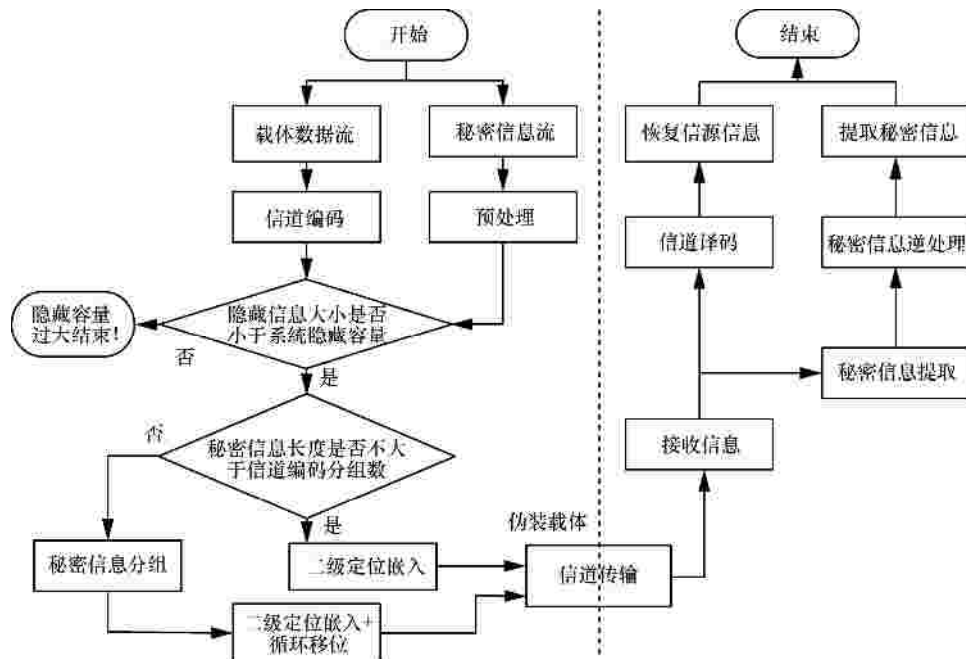 开始
载体数据流
秘密信息流
信道编码
预处理
隐藏信息大小是否
小于系统隐藏容量
隐藏容量
过大结束!
否
是
秘密信息长度是否不大
于信道编码分组数
否
是
秘密信息分组
二级定位嵌入
二级定位嵌入+
循环移位
伪装载体
信道传输
接收信息
秘密信息提取
信道译码
秘密信息逆处理
恢复信源信息
提取秘密信息
结束